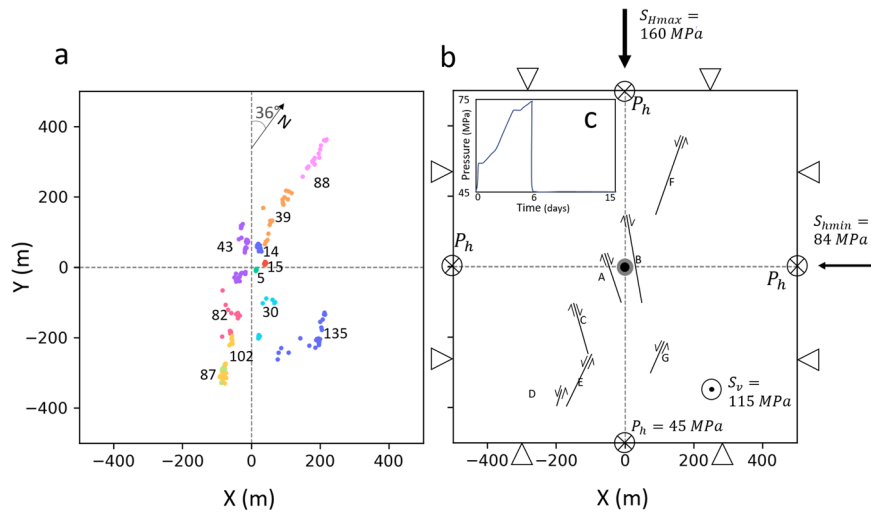 a
400
200
0
−200
−400
Y (m)
36°
N
88
39
43
14
15
5
82
30
135
102
87
−400
−200
0
200
400
X (m)
b
S_Hmax =
160 MPa
P_h
75
Pressure (MPa)
45
c
0
6
15
Time (days)
F
S_hmin =
84 MPa
P_h
P_h
A
B
C
D
E
G
S_v =
115 MPa
P_h = 45 MPa
−400
−200
0
200
400
X (m)